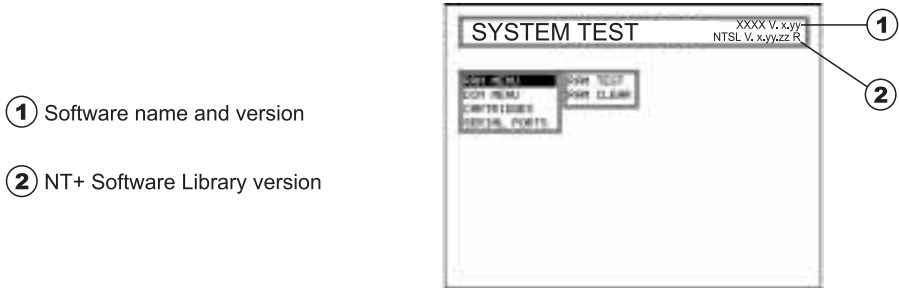 SYSTEM TEST
XXXX V. x.yy
NTSL V. x.yy.zz R
1
2
RAM MENU
RAM TEST
COM MENU
RAM CLEAR
CARTRIDGES
SERIAL PORTS
1 Software name and version
2 NT+ Software Library version